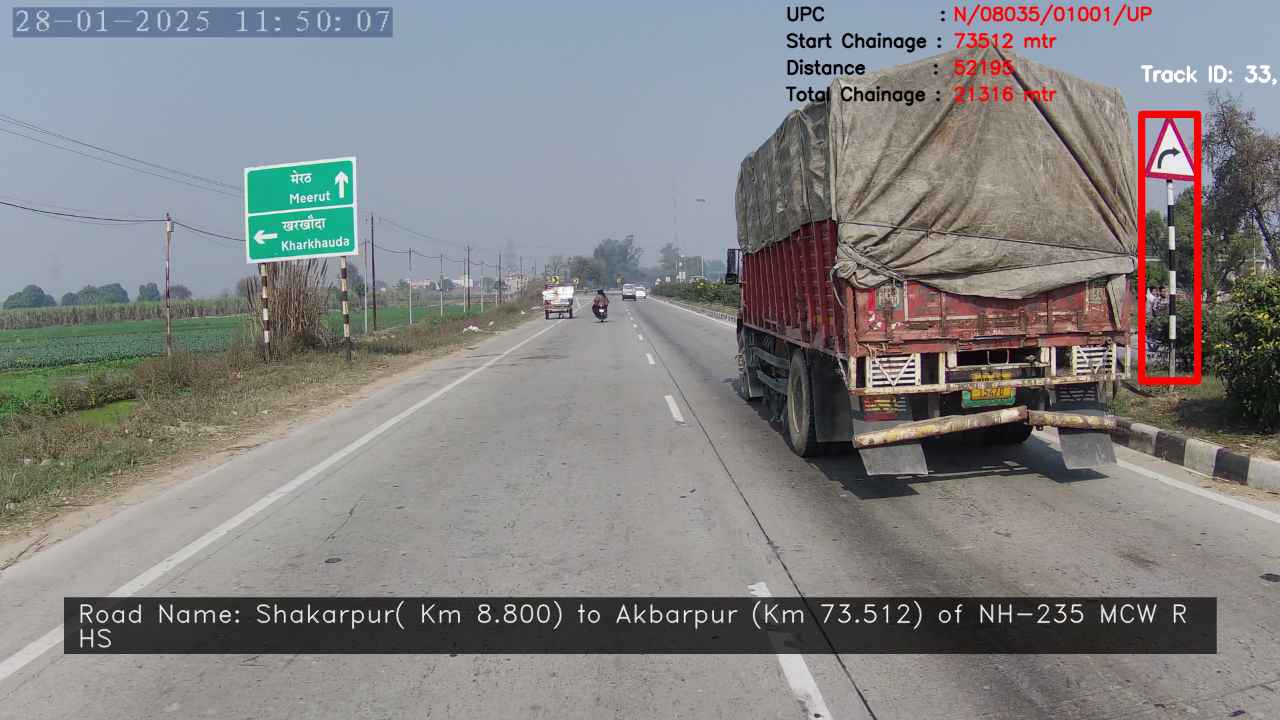 28-01-2025 11:50:07
UPC : N/08035/01001/UP
Start Chainage : 73512 mtr
Distance : 52195
Total Chainage : 21316 mtr
Track ID: 33,
मेरठ
Meerut
खरखौदा
Kharkhauda
Road Name: Shakarpur( Km 8.800) to Akbarpur (Km 73.512) of NH-235 MCW R
HS